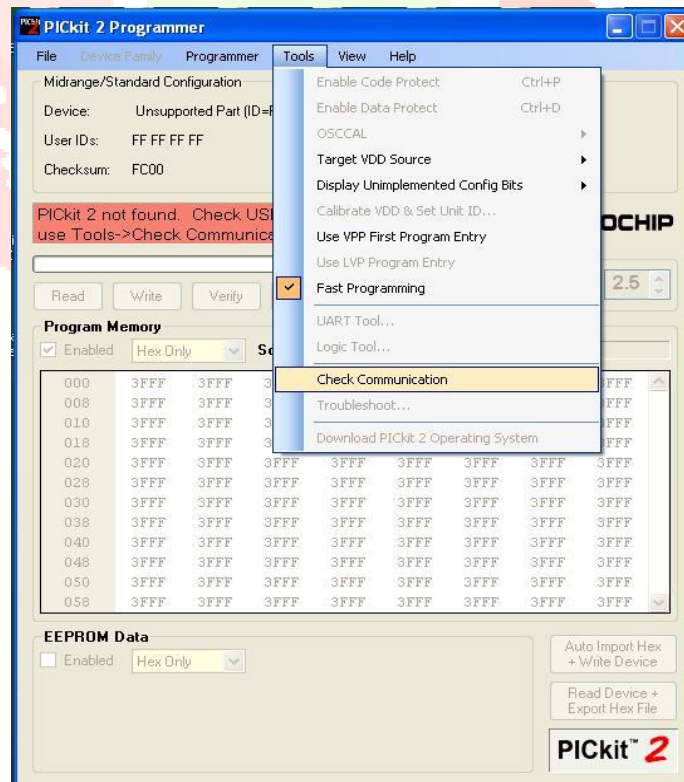 PICkit 2 Programmer
File Device Family Programmer Tools View Help
Midrange/Standard Configuration
Device: Unsupported Part (ID=
User IDs: FF FF FF FF
Checksum: FC00
PICkit 2 not found. Check
use Tools->Check
OCHIP
2.5
Read Write Verify
Program Memory
Enabled Hex Only
Enable Code Protect Ctrl+P
Enable Data Protect Ctrl+D
OSCCAL
Target VDD Source
Display Unimplemented Config Bits
Calibrate VDD & Set Unit ID...
Use VPP First Program Entry
Use LVP Program Entry
Fast Programming
UART Tool...
Logic Tool...
Check Communication
Troubleshoot...
Download PICkit 2 Operating System
000 3FFF 3FFF 3 FFF
008 3FFF 3FFF 3 FFF
010 3FFF 3FFF 3 FFF
018 3FFF 3FFF 3 FFF
020 3FFF 3FFF 3FFF 3FFF 3FFF 3FFF 3FFF 3FFF
028 3FFF 3FFF 3FFF 3FFF 3FFF 3FFF 3FFF 3FFF
030 3FFF 3FFF 3FFF 3FFF 3FFF 3FFF 3FFF 3FFF
038 3FFF 3FFF 3FFF 3FFF 3FFF 3FFF 3FFF 3FFF
040 3FFF 3FFF 3FFF 3FFF 3FFF 3FFF 3FFF 3FFF
048 3FFF 3FFF 3FFF 3FFF 3FFF 3FFF 3FFF 3FFF
050 3FFF 3FFF 3FFF 3FFF 3FFF 3FFF 3FFF 3FFF
058 3FFF 3FFF 3FFF 3FFF 3FFF 3FFF 3FFF 3FFF
EEPROM Data
Enabled Hex Only
Auto Import Hex
+ Write Device
Read Device +
Export Hex File
PICkit™ 2